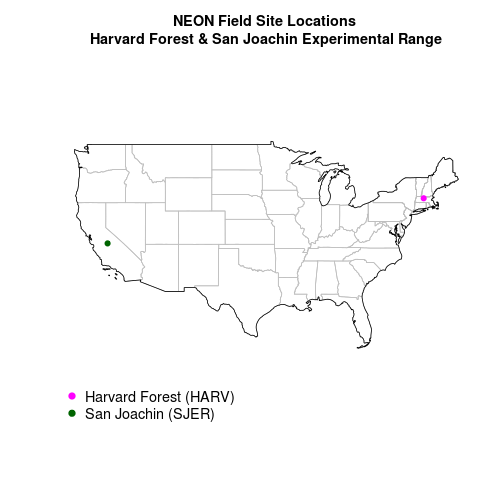 NEON Field Site Locations
Harvard Forest & San Joachin Experimental Range
Harvard Forest (HARV)
San Joachin (SJER)